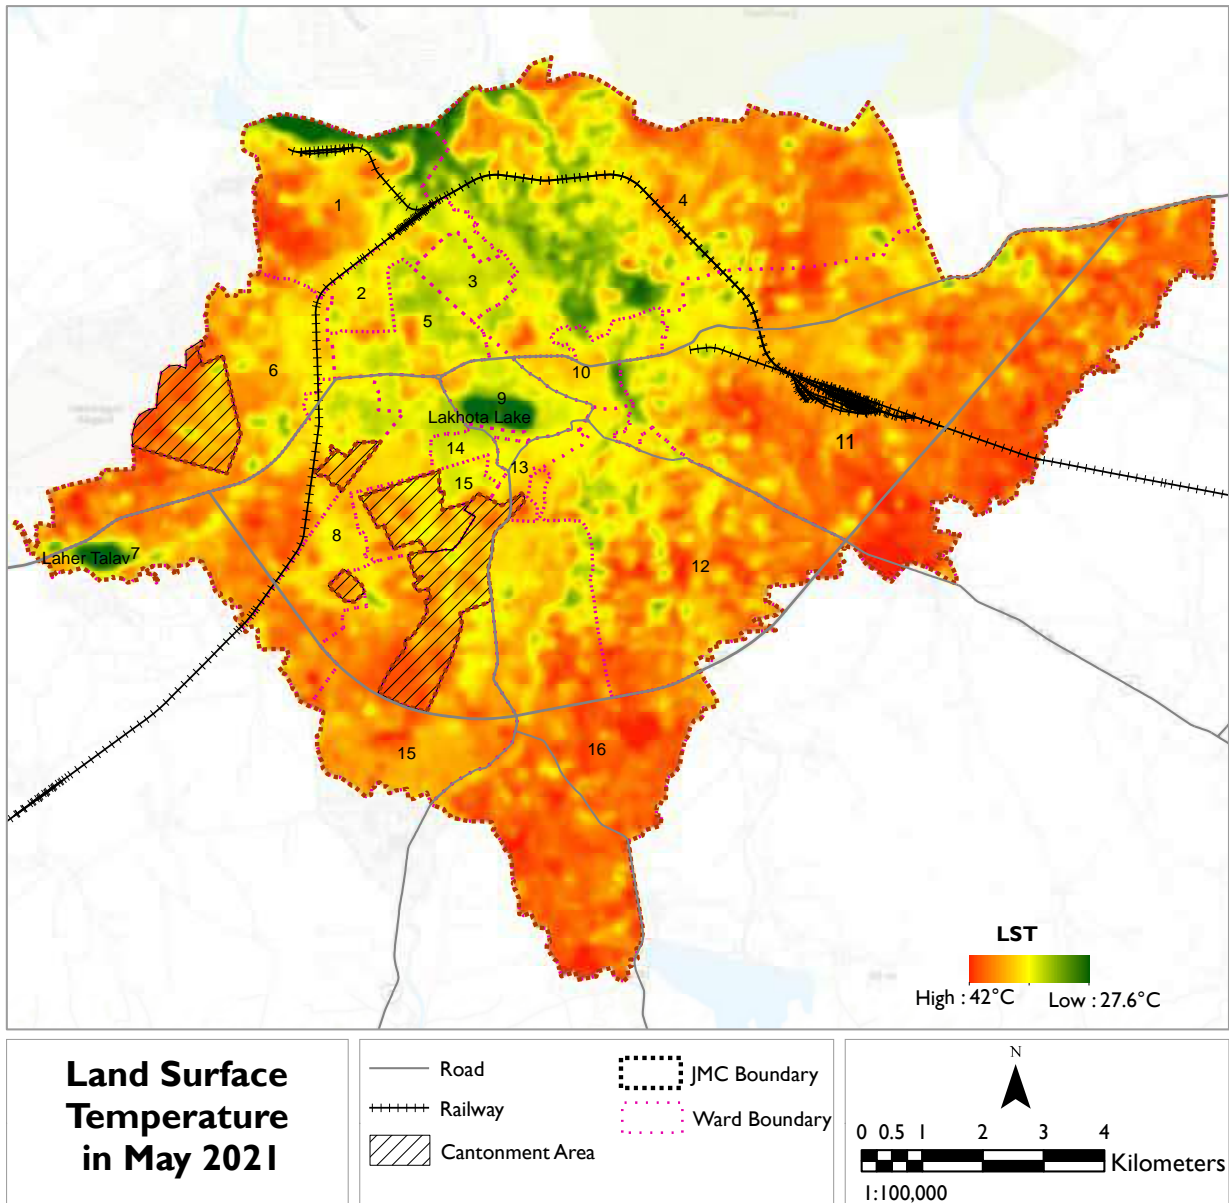 1
4
3
2
5
6
10
9
Lakhota Lake
11
14
13
15
8
Laher Talav 7
12
15
16
LST
High : 42°C Low : 27.6°C
Land Surface
Temperature
in May 2021
Road
Railway
Cantonment Area
JMC Boundary
Ward Boundary
N
0 0.5 1 2 3 4
Kilometers
1:100,000